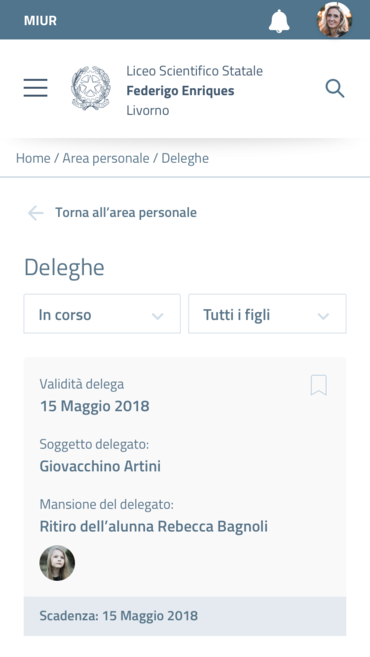 MIUR
Liceo Scientifico Statale
Federigo Enriques
Livorno
Home / Area personale / Deleghe
Torna all’area personale
Deleghe
In corso
Tutti i figli
Validità delega
15 Maggio 2018
Soggetto delegato:
Giovacchino Artini
Mansione del delegato:
Ritiro dell’alunna Rebecca Bagnoli
Scadenza: 15 Maggio 2018